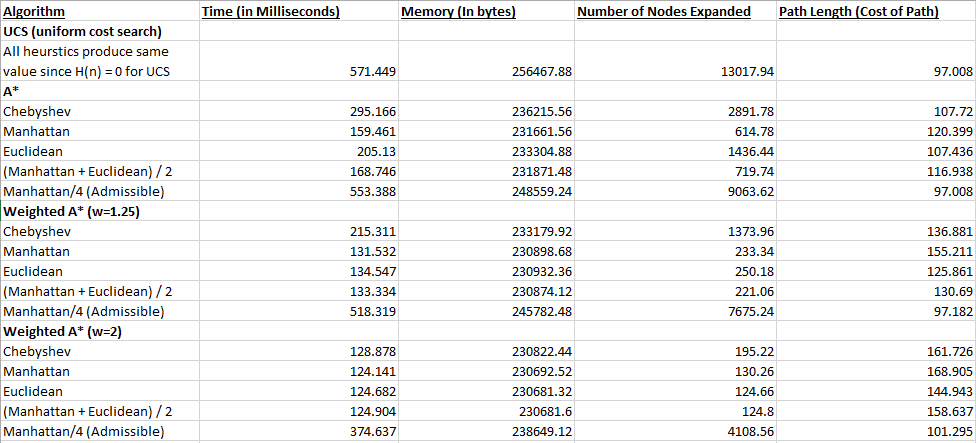 Algorithm Time (in Milliseconds) Memory (In bytes) Number of Nodes Expanded Path Length (Cost of Path)
UCS (uniform cost search)
All heurstics produce same
value since H(n) = 0 for UCS 571.449 256467.88 13017.94 97.008
A*
Chebyshev 295.166 236215.56 2891.78 107.72
Manhattan 159.461 231661.56 614.78 120.399
Euclidean 205.13 233304.88 1436.44 107.436
(Manhattan + Euclidean) / 2 168.746 231871.48 719.74 116.938
Manhattan/4 (Admissible) 553.388 248559.24 9063.62 97.008
Weighted A* (w=1.25)
Chebyshev 215.311 233179.92 1373.96 136.881
Manhattan 131.532 230898.68 233.34 155.211
Euclidean 134.547 230932.36 250.18 125.861
(Manhattan + Euclidean) / 2 133.334 230874.12 221.06 130.69
Manhattan/4 (Admissible) 518.319 245782.48 7675.24 97.182
Weighted A* (w=2)
Chebyshev 128.878 230822.44 195.22 161.726
Manhattan 124.141 230692.52 130.26 168.905
Euclidean 124.682 230681.32 124.66 144.943
(Manhattan + Euclidean) / 2 124.904 230681.6 124.8 158.637
Manhattan/4 (Admissible) 374.637 238649.12 4108.56 101.295